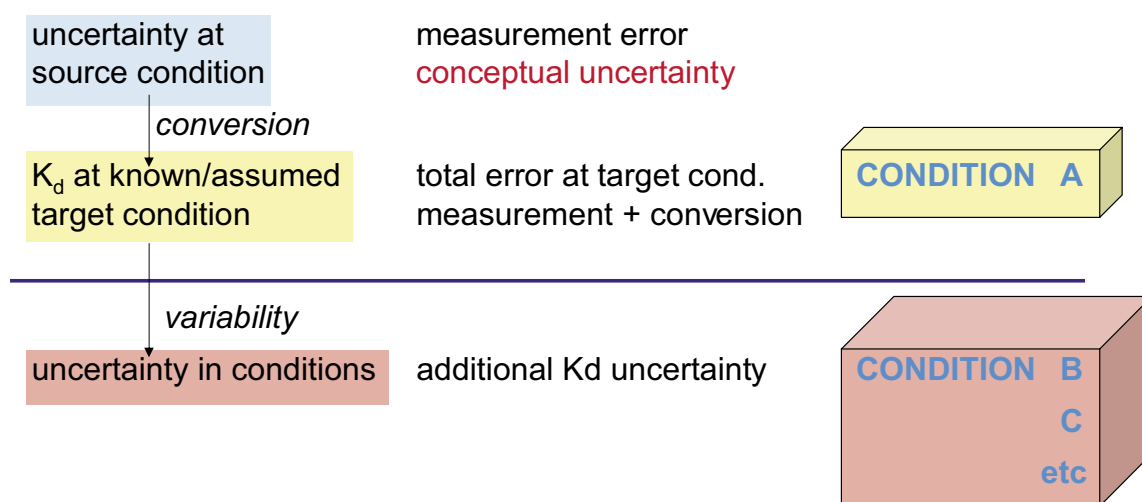 uncertainty at
source condition
measurement error
conceptual uncertainty
conversion
K_d at known/assumed
target condition
total error at target cond.
measurement + conversion
CONDITION A
variability
uncertainty in conditions
additional Kd uncertainty
CONDITION B
C
etc